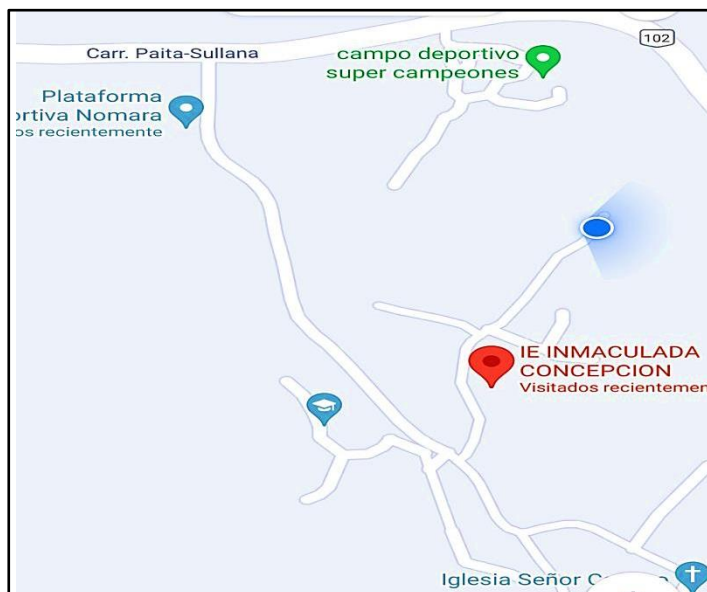 102
Carr. Paita-Sullana
campo deportivo
super campeones
Plataforma
ortiva Nomara
os recientemente
IE INMACULADA
CONCEPCION
Visitados recientemen
Iglesia Señor